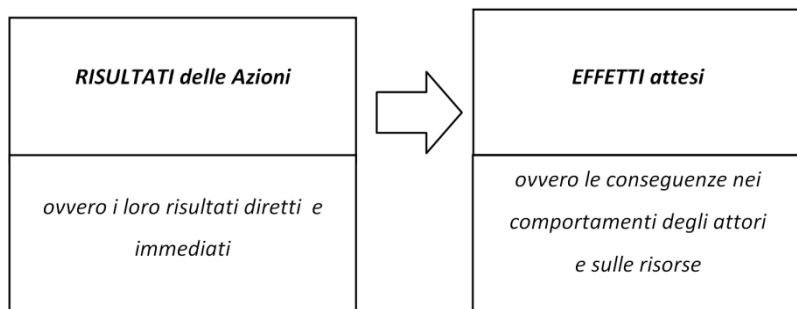 RISULTATI delle Azioni
ovvero i loro risultati diretti e
immediati
EFFETTI attesi
ovvero le conseguenze nei
comportamenti degli attori
e sulle risorse